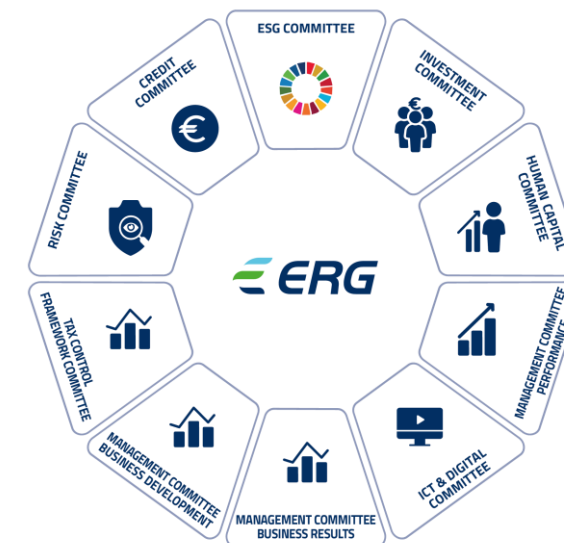 ESG COMMITTEE
INVESTMENT
COMMITTEE
HUMAN CAPITAL
COMMITTEE
MANAGEMENT COMMITTEE
PERFORMANCE
ICT & DIGITAL
COMMITTEE
MANAGEMENT COMMITTEE
BUSINESS RESULTS
MANAGEMENT COMMITTEE
BUSINESS DEVELOPMENT
TAX CONTROL
FRAMEWORK COMMITTEE
RISK COMMITTEE
CREDIT
COMMITTEE
€
€
ERG